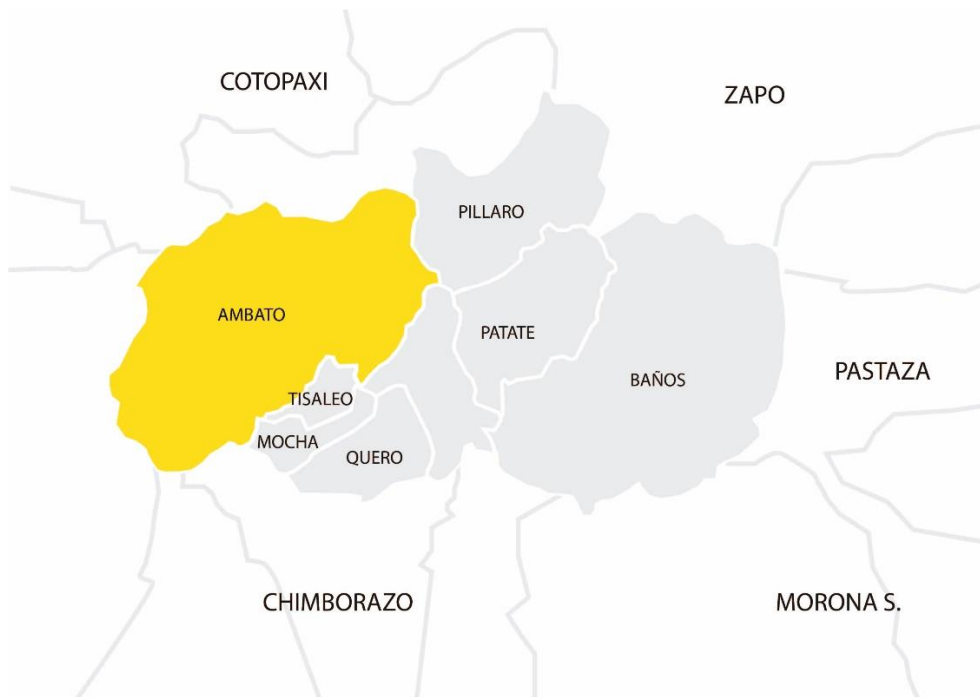 COTOPAXI
ZAPO
PILLARO
AMBATO
PATATE
BAÑOS
PASTAZA
TISALEO
MOCHA
QUERO
CHIMBORAZO
MORONA S.